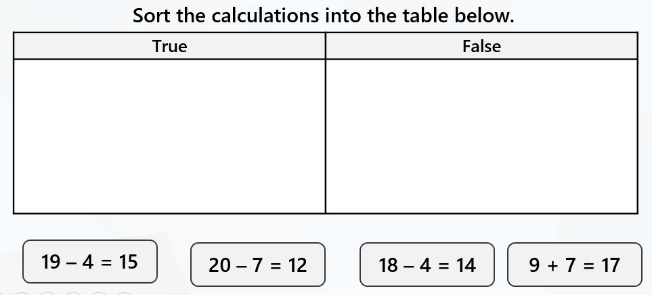 Sort the calculations into the table below.
True False
19 – 4 = 15 20 – 7 = 12 18 – 4 = 14 9 + 7 = 17